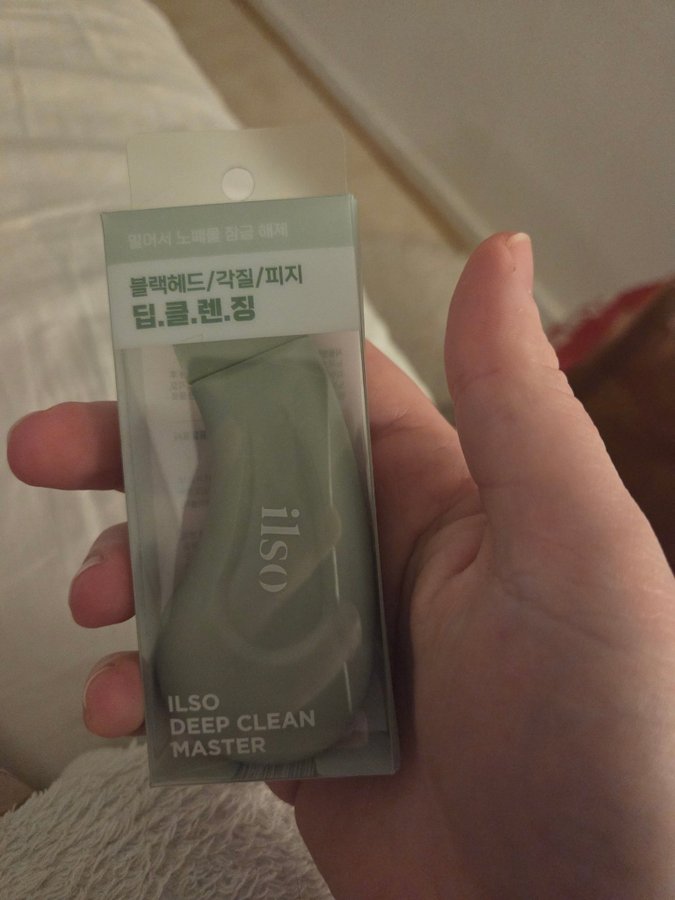 밀어서 노폐물 잠금 해제
블랙헤드/각질/피지
딥.클.렌.징
ilso
ILSO
DEEP CLEAN
MASTER